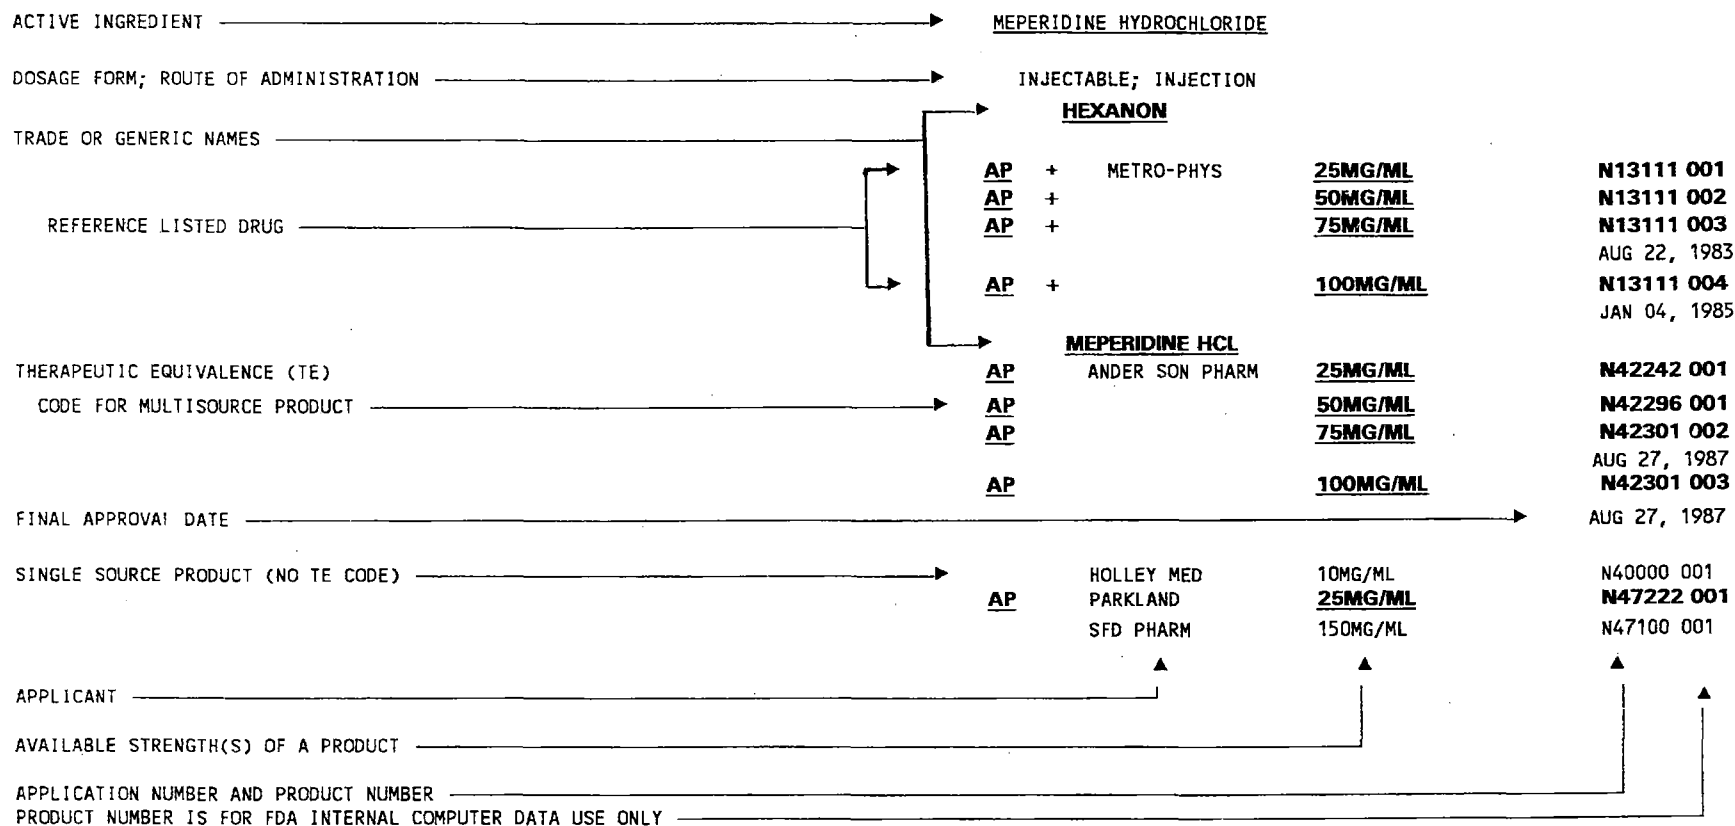 ACTIVE INGREDIENT MEPERIDINE HYDROCHLORIDE
DOSAGE FORM; ROUTE OF ADMINISTRATION INJECTABLE; INJECTION
HEXANON
TRADE OR GENERIC NAMES
AP + METRO-PHYS 25MG/ML N13111 001
AP + 50MG/ML N13111 002
REFERENCE LISTED DRUG AP + 75MG/ML N13111 003
AUG 22, 1983
AP + 100MG/ML N13111 004
JAN 04, 1985
MEPERIDINE HCL
THERAPEUTIC EQUIVALENCE (TE) AP ANDER SON PHARM 25MG/ML N42242 001
CODE FOR MULTISOURCE PRODUCT AP 50MG/ML N42296 001
AP 75MG/ML N42301 002
AUG 27, 1987
AP 100MG/ML N42301 003
FINAL APPROVAl DATE AUG 27, 1987
SINGLE SOURCE PRODUCT (NO TE CODE) HOLLEY MED 10MG/ML N40000 001
AP PARKLAND 25MG/ML N47222 001
SFD PHARM 150MG/ML N47100 001
APPLICANT
AVAILABLE STRENGTH(S) OF A PRODUCT
APPLICATION NUMBER AND PRODUCT NUMBER
PRODUCT NUMBER IS FOR FDA INTERNAL COMPUTER DATA USE ONLY